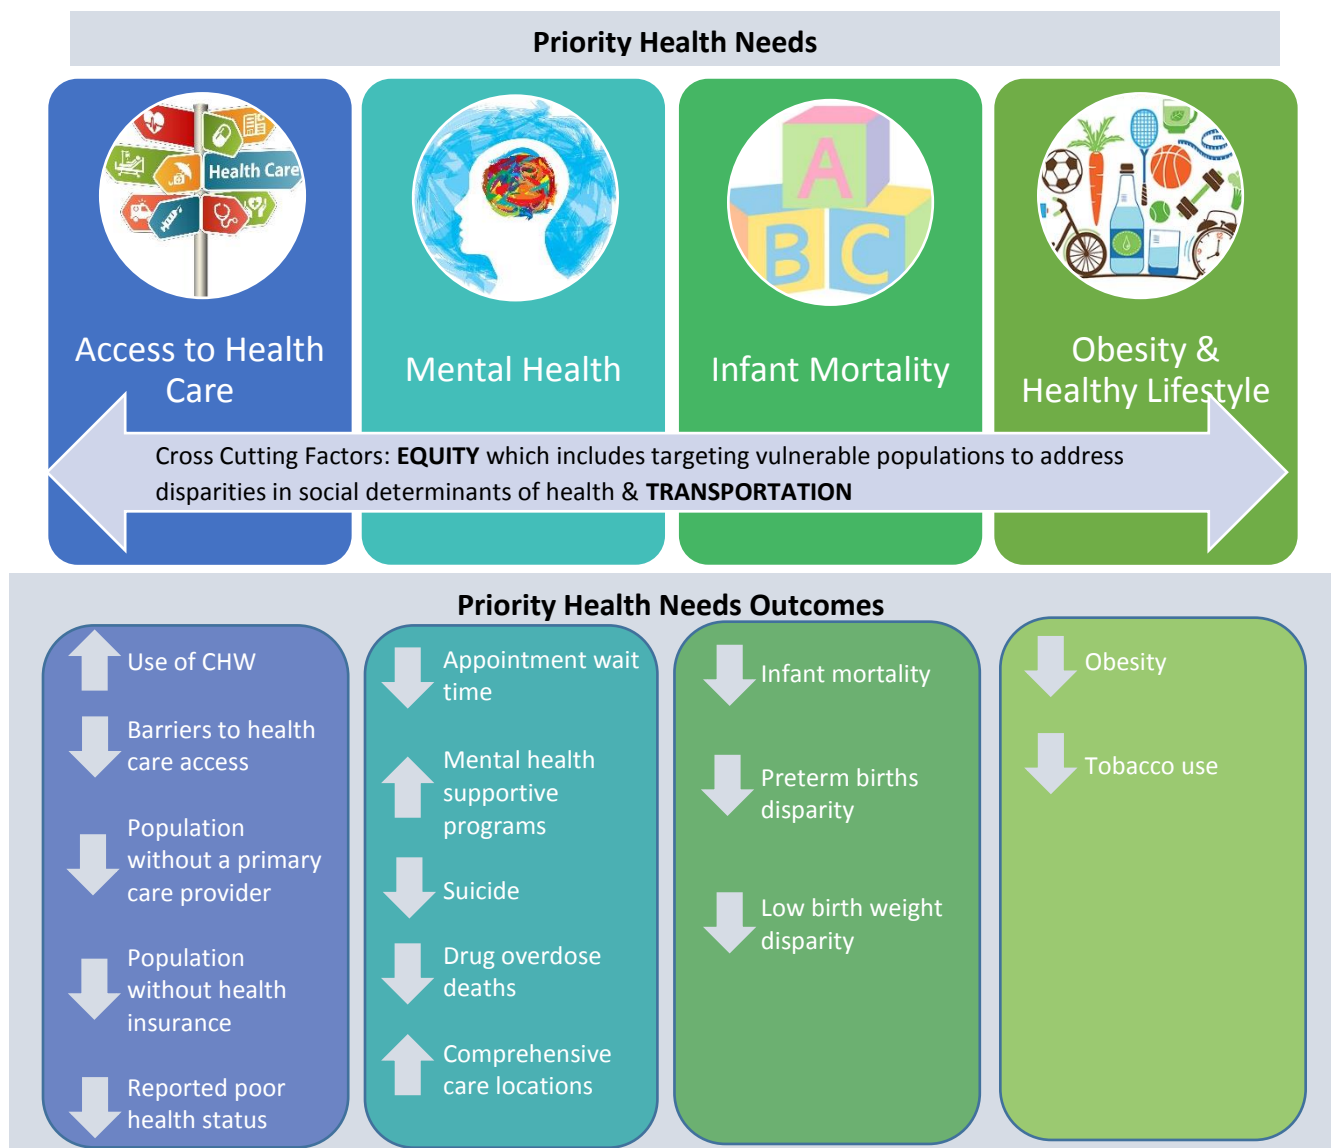 Priority Health Needs
Health Care
A
B C
Access to Health
Care
Mental Health
Infant Mortality
Obesity &
Healthy Lifestyle
Cross Cutting Factors: EQUITY which includes targeting vulnerable populations to address
disparities in social determinants of health & TRANSPORTATION
Priority Health Needs Outcomes
Use of CHW
Barriers to health
care access
Population
without a primary
care provider
Population
without health
insurance
Reported poor
health status
Appointment wait
time
Mental health
supportive
programs
Suicide
Drug overdose
deaths
Comprehensive
care locations
Infant mortality
Preterm births
disparity
Low birth weight
disparity
Obesity
Tobacco use